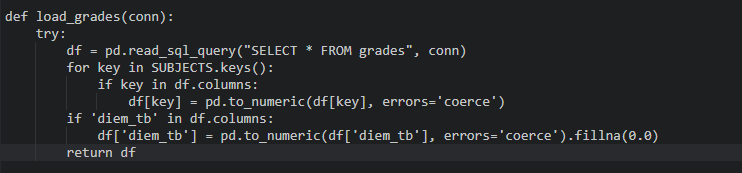 def load_grades(conn):
    try:
        df = pd.read_sql_query("SELECT * FROM grades", conn)
        for key in SUBJECTS.keys():
            if key in df.columns:
                df[key] = pd.to_numeric(df[key], errors='coerce')
        if 'diem_tb' in df.columns:
            df['diem_tb'] = pd.to_numeric(df['diem_tb'], errors='coerce').fillna(0.0)
        return df